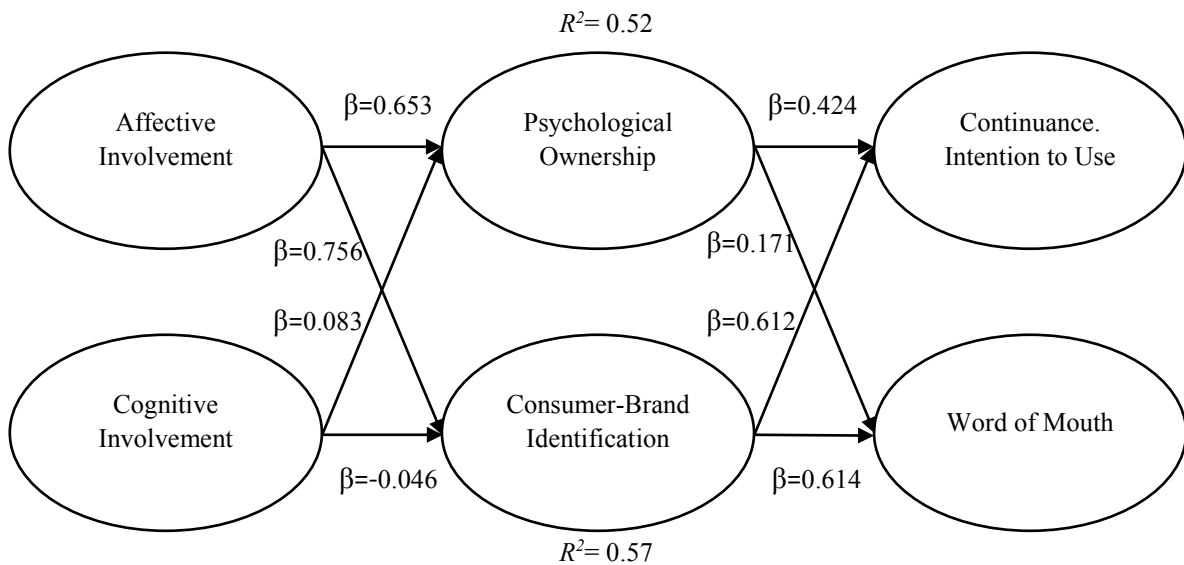 R²= 0.52
Affective
Involvement
β=0.653
Psychological
Ownership
β=0.424
Continuance.
Intention to Use
β=0.756
β=0.171
β=0.083
β=0.612
Cognitive
Involvement
Consumer-Brand
Identification
Word of Mouth
β=-0.046
β=0.614
R²= 0.57